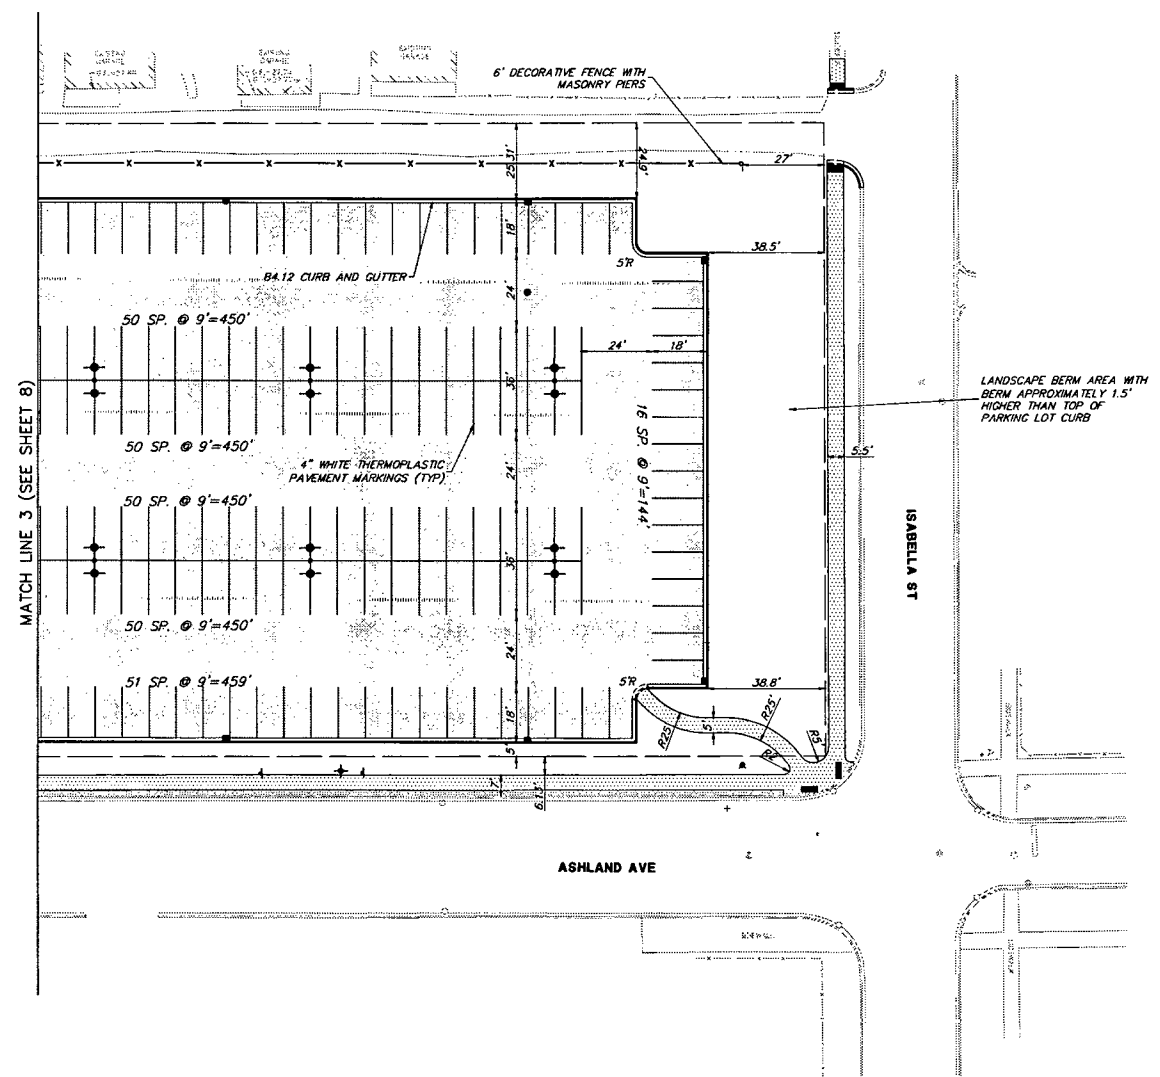 EXISTING
GARAGE
6' DECORATIVE FENCE WITH
MASONRY PIERS
25.31'
24.9'
27'
18'
38.5'
5'R
B4.12 CURB AND GUTTER
24'
50 SP. @ 9'=450'
24'
18'
36'
LANDSCAPE BERM AREA WITH
BERM APPROXIMATELY 1.5'
HIGHER THAN TOP OF
PARKING LOT CURB
MATCH LINE 3 (SEE SHEET 8)
16 SP. @ 9'=144'
50 SP. @ 9'=450'
5.5'
4" WHITE THERMOPLASTIC
PAVEMENT MARKINGS (TYP)
24'
50 SP. @ 9'=450'
ISABELLA ST
36'
50 SP. @ 9'=450'
24'
51 SP. @ 9'=459'
5'R
38.8'
18'
R25'
5'
R25'
R5'
5'
7'
6.13'
ASHLAND AVE